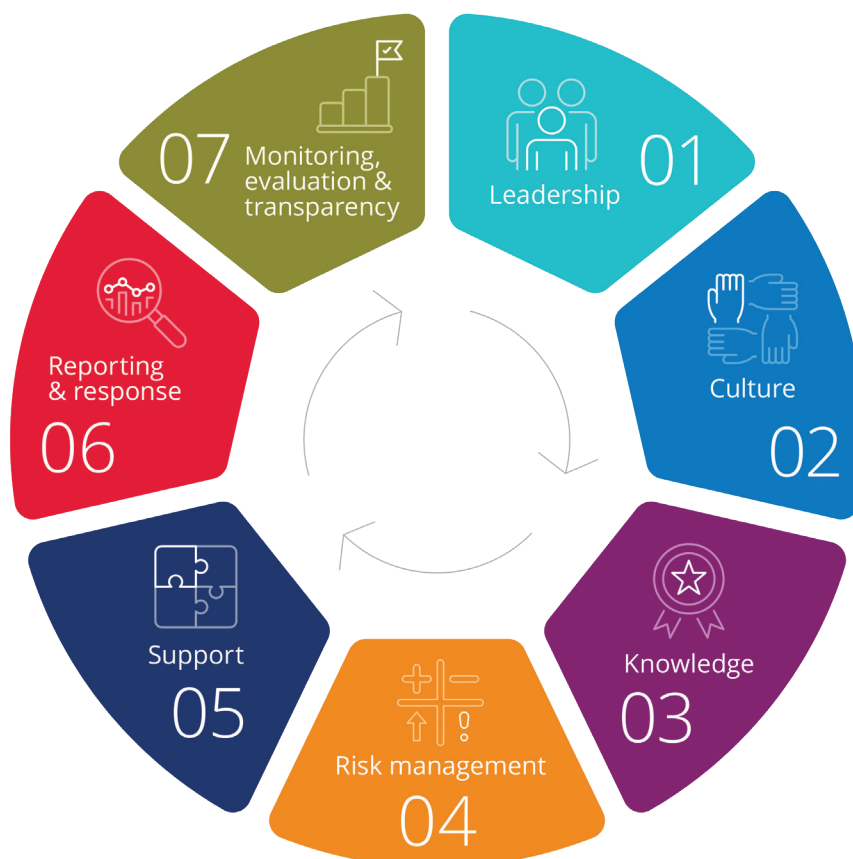 01
Leadership
02
Culture
03
Knowledge
04
Risk management
05
Support
06
Reporting
& response
07
Monitoring,
evaluation &
transparency